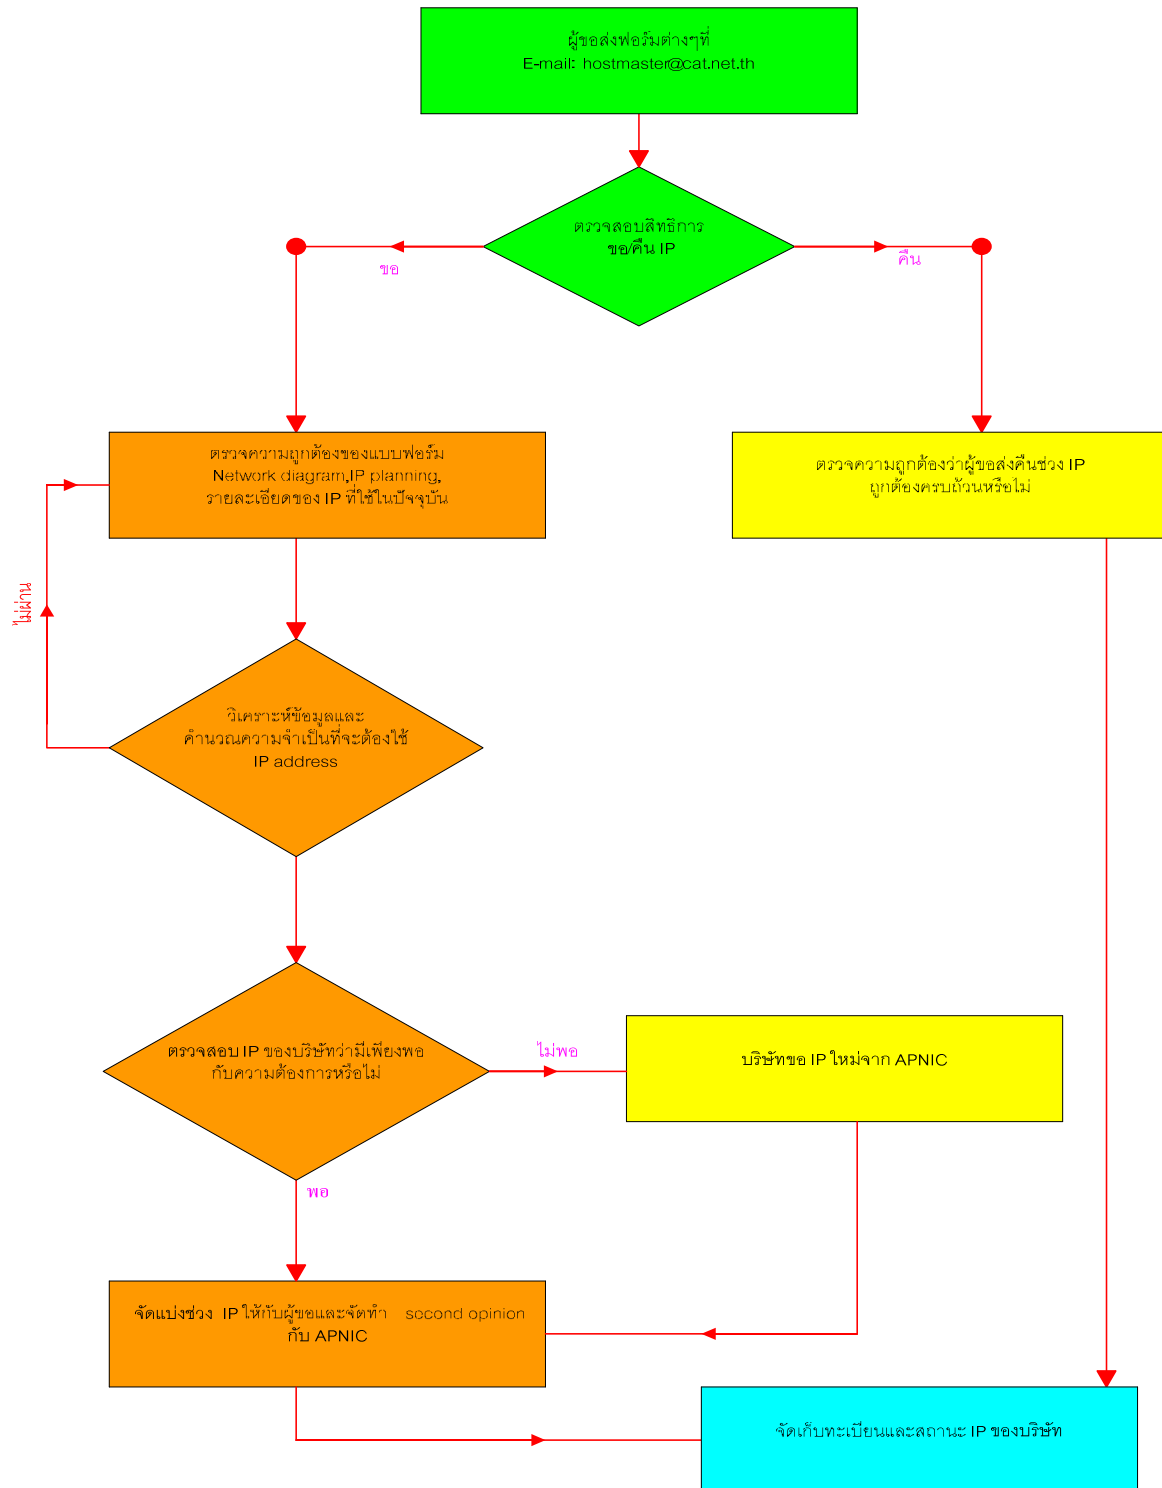 ผู้ขอส่งฟอร์มต่างๆที่
E-mail: hostmaster@cat.net.th
ตรวจสอบสิทธิการ
ขอ/คืน IP
ขอ
คืน
ตรวจความถูกต้องของแบบฟอร์ม
Network diagram,IP planning,
รายละเอียดของ IP ที่ใช้ในปัจจุบัน
ตรวจความถูกต้องว่าผู้ขอส่งคืนช่วง IP
ถูกต้องครบถ้วนหรือไม่
ไม่ผ่าน
วิเคราะห์ข้อมูลและ
คำนวณความจำเป็นที่จะต้องใช้
IP address
ตรวจสอบ IP ของบริษัทว่ามีเพียงพอ
กับความต้องการหรือไม่
ไม่พอ
บริษัทขอ IP ใหม่จาก APNIC
พอ
จัดแบ่งช่วง IP ให้กับผู้ขอและจัดทำ second opinion
กับ APNIC
จัดเก็บทะเบียนและสถานะ IP ของบริษัท